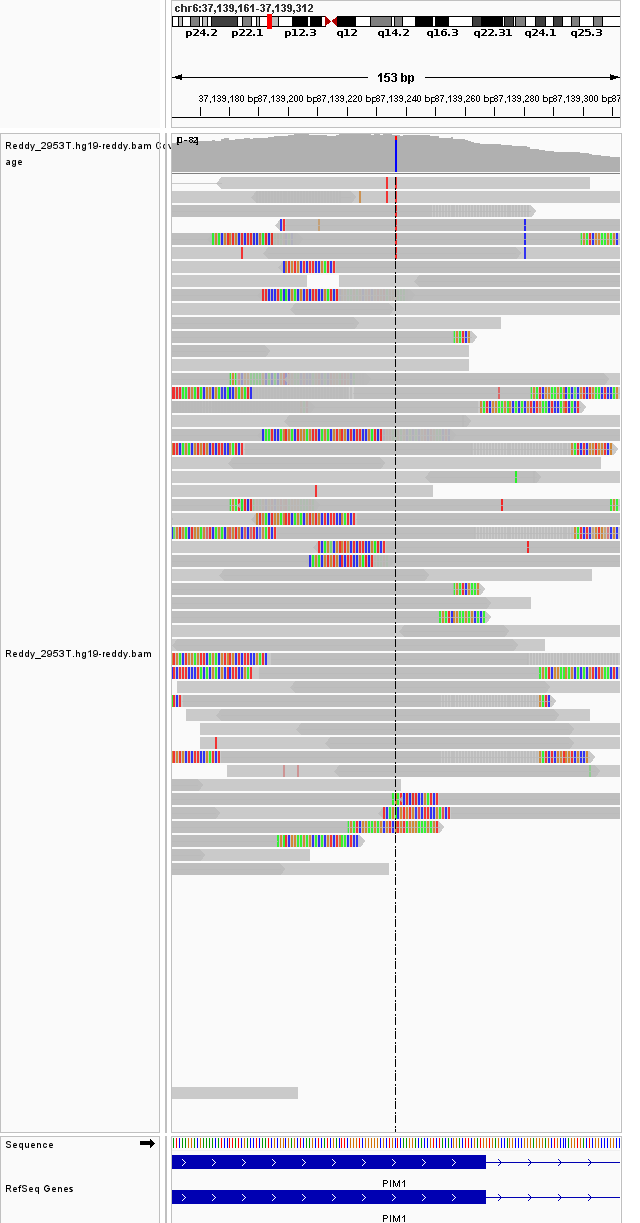 chr6:37,139,161-37,139,312
p24.2 p22.1 p12.3 q12 q14.2 q16.3 q22.31 q24.1 q25.3
153 bp
37,139,180 bp 37,139,200 bp 37,139,220 bp 37,139,240 bp 37,139,260 bp 37,139,280 bp 37,139,300 bp
Reddy_2953T.hg19-reddy.bam Cov
age
Reddy_2953T.hg19-reddy.bam
Sequence
PIM1
RefSeq Genes
PIM1